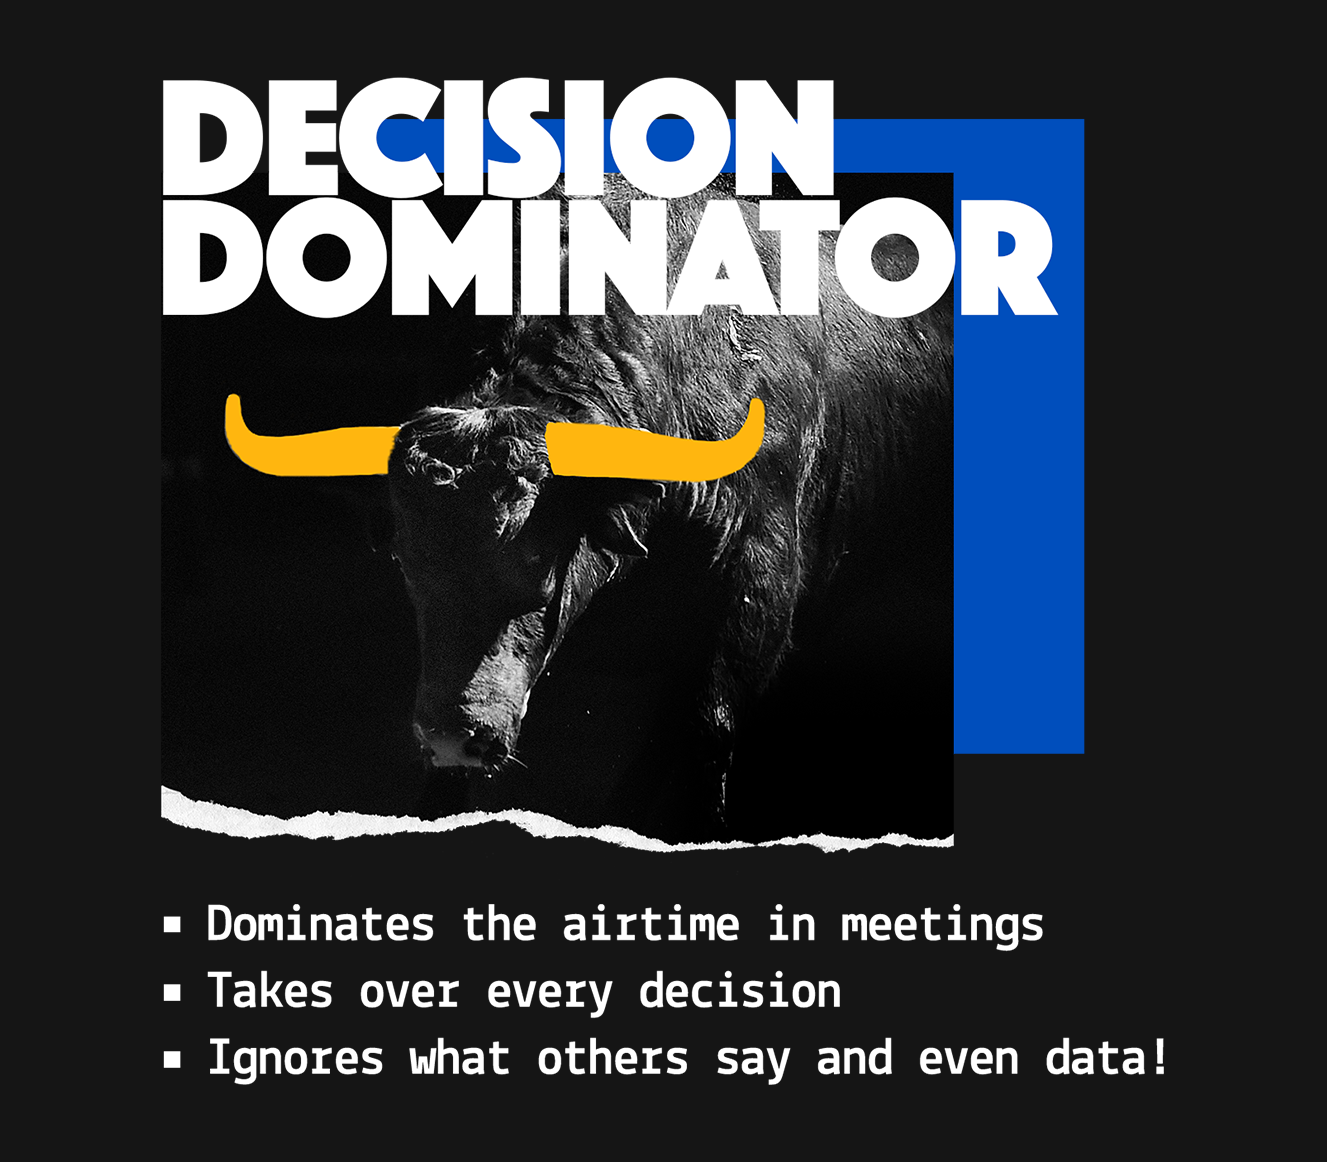 DECISION
DOMINATOR
▪ Dominates the airtime in meetings
▪ Takes over every decision
▪ Ignores what others say and even data!